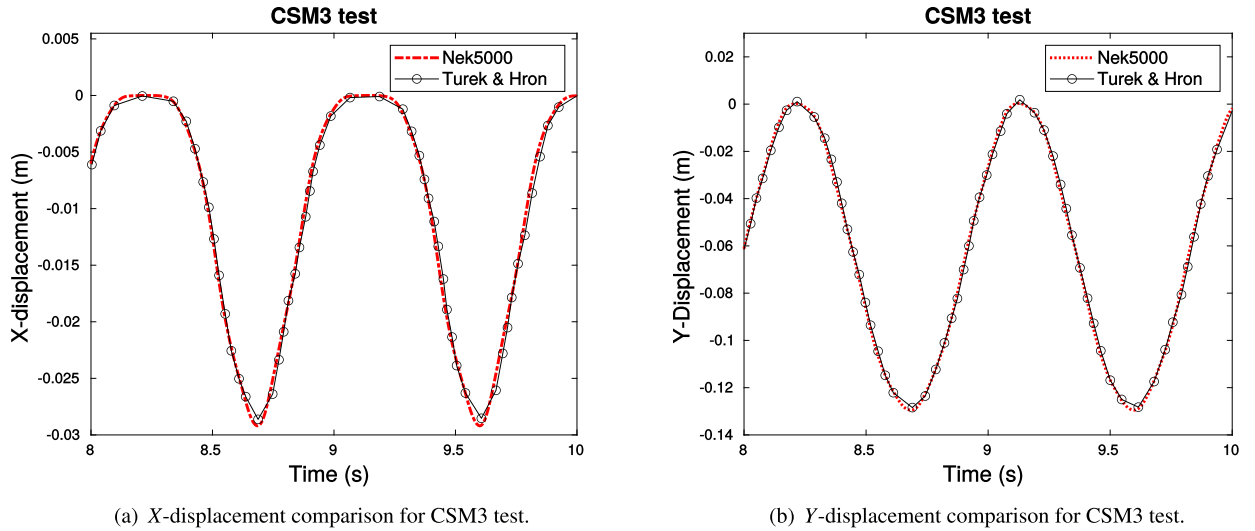 CSM3 test
0.005
0
-0.005
-0.01
-0.015
-0.02
-0.025
-0.03
X-displacement (m)
Nek5000
Turek & Hron
8
8.5
9
9.5
10
Time (s)
(a) X-displacement comparison for CSM3 test.
CSM3 test
0.02
0
-0.02
-0.04
-0.06
-0.08
-0.1
-0.12
-0.14
Y-Displacement (m)
Nek5000
Turek & Hron
8
8.5
9
9.5
10
Time (s)
(b) Y-displacement comparison for CSM3 test.